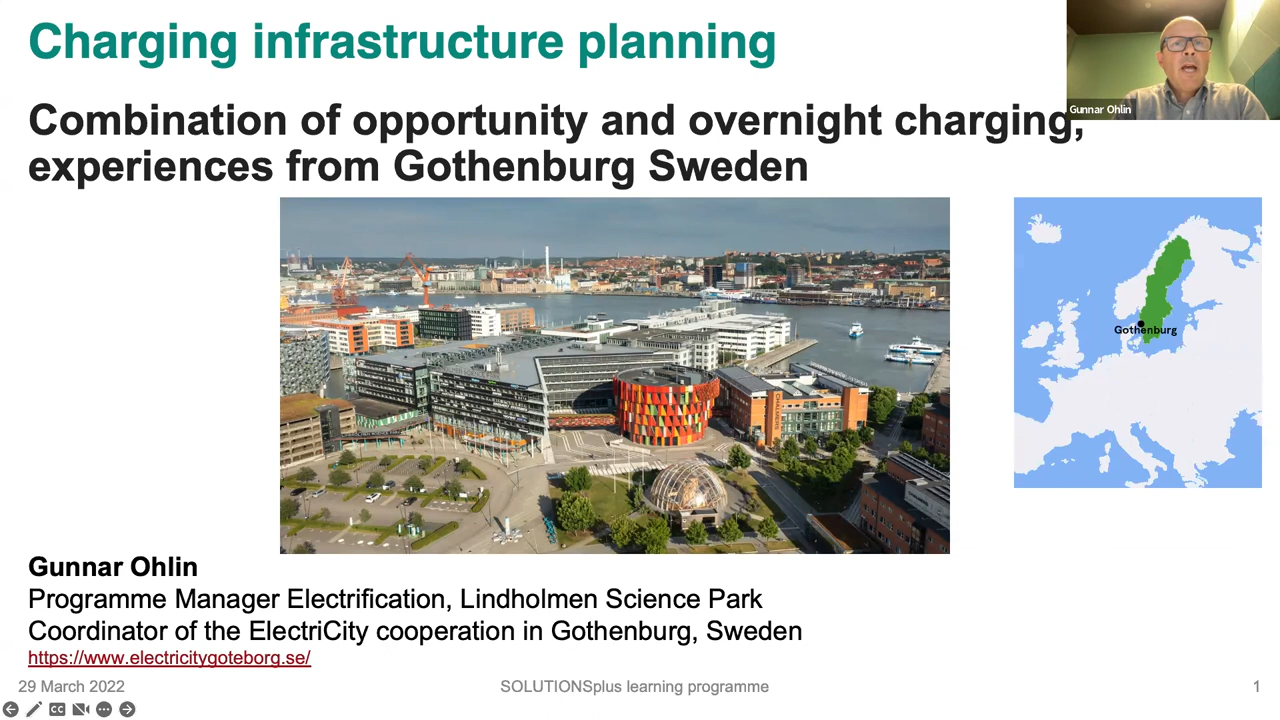 Charging infrastructure planning
Gunnar Ohlin
Combination of opportunity and overnight charging,
experiences from Gothenburg Sweden
CHALMERS
Gothenburg
Gunnar Ohlin
Programme Manager Electrification, Lindholmen Science Park
Coordinator of the ElectriCity cooperation in Gothenburg, Sweden
https://www.electricitygoteborg.se/
29 March 2022
SOLUTIONSplus learning programme
1
CC